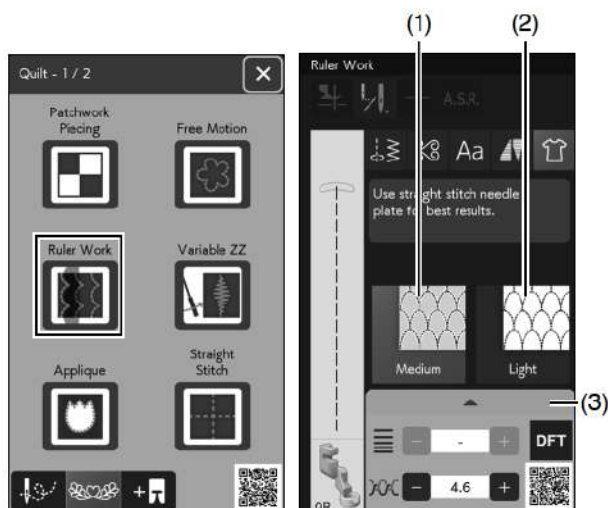 (1)
(2)
Quilt - 1 / 2
Patchwork
Piecing
Free Motion
Ruler Work
Variable ZZ
Applique
Straight
Stitch
Ruler Work
A.S.R.
Aa
Use straight stitch needle
plate for best results.
Medium
Light
(3)
- - + DFT
- 4.6 +